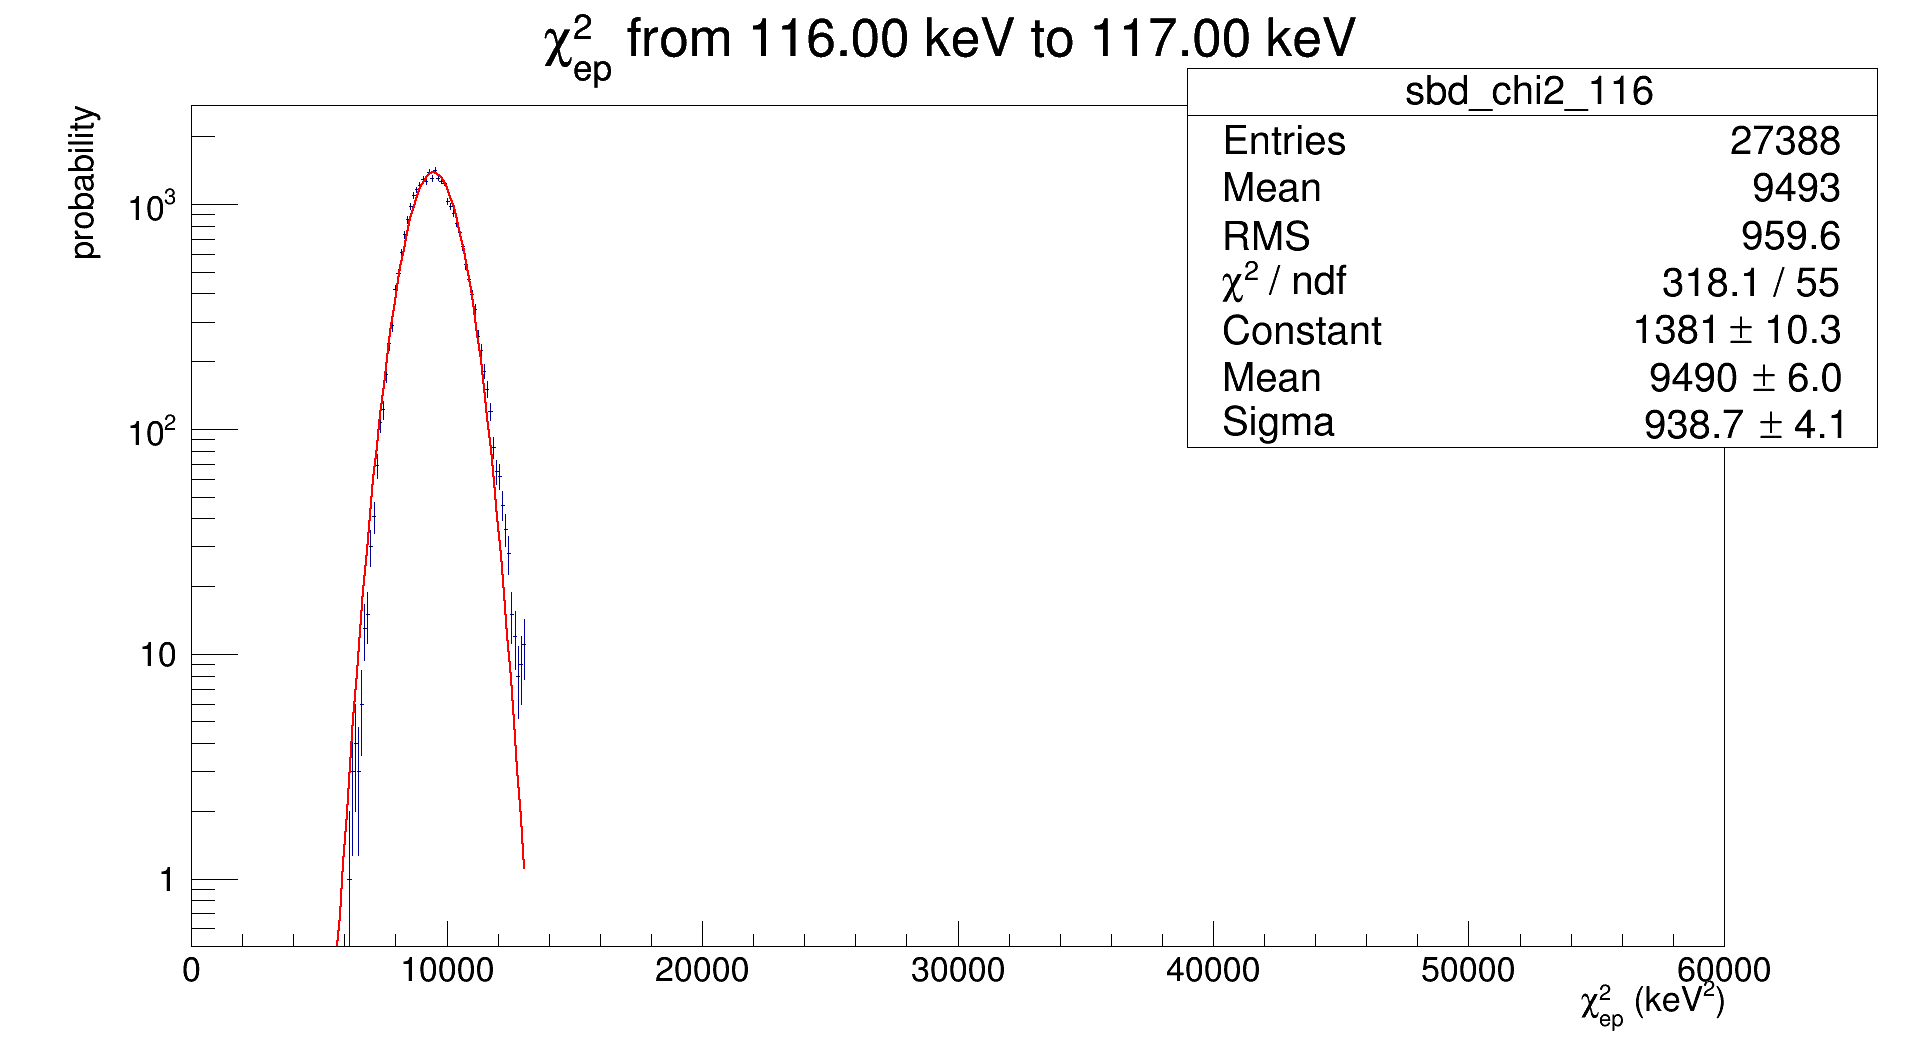 χ²ep from 116.00 keV to 117.00 keV
sbd_chi2_116
Entries 27388
Mean 9493
RMS 959.6
χ² / ndf 318.1 / 55
Constant 1381 ± 10.3
Mean 9490 ± 6.0
Sigma 938.7 ± 4.1
probability
10³
10²
10
1
0 10000 20000 30000 40000 50000 60000
χ²ep (keV²)